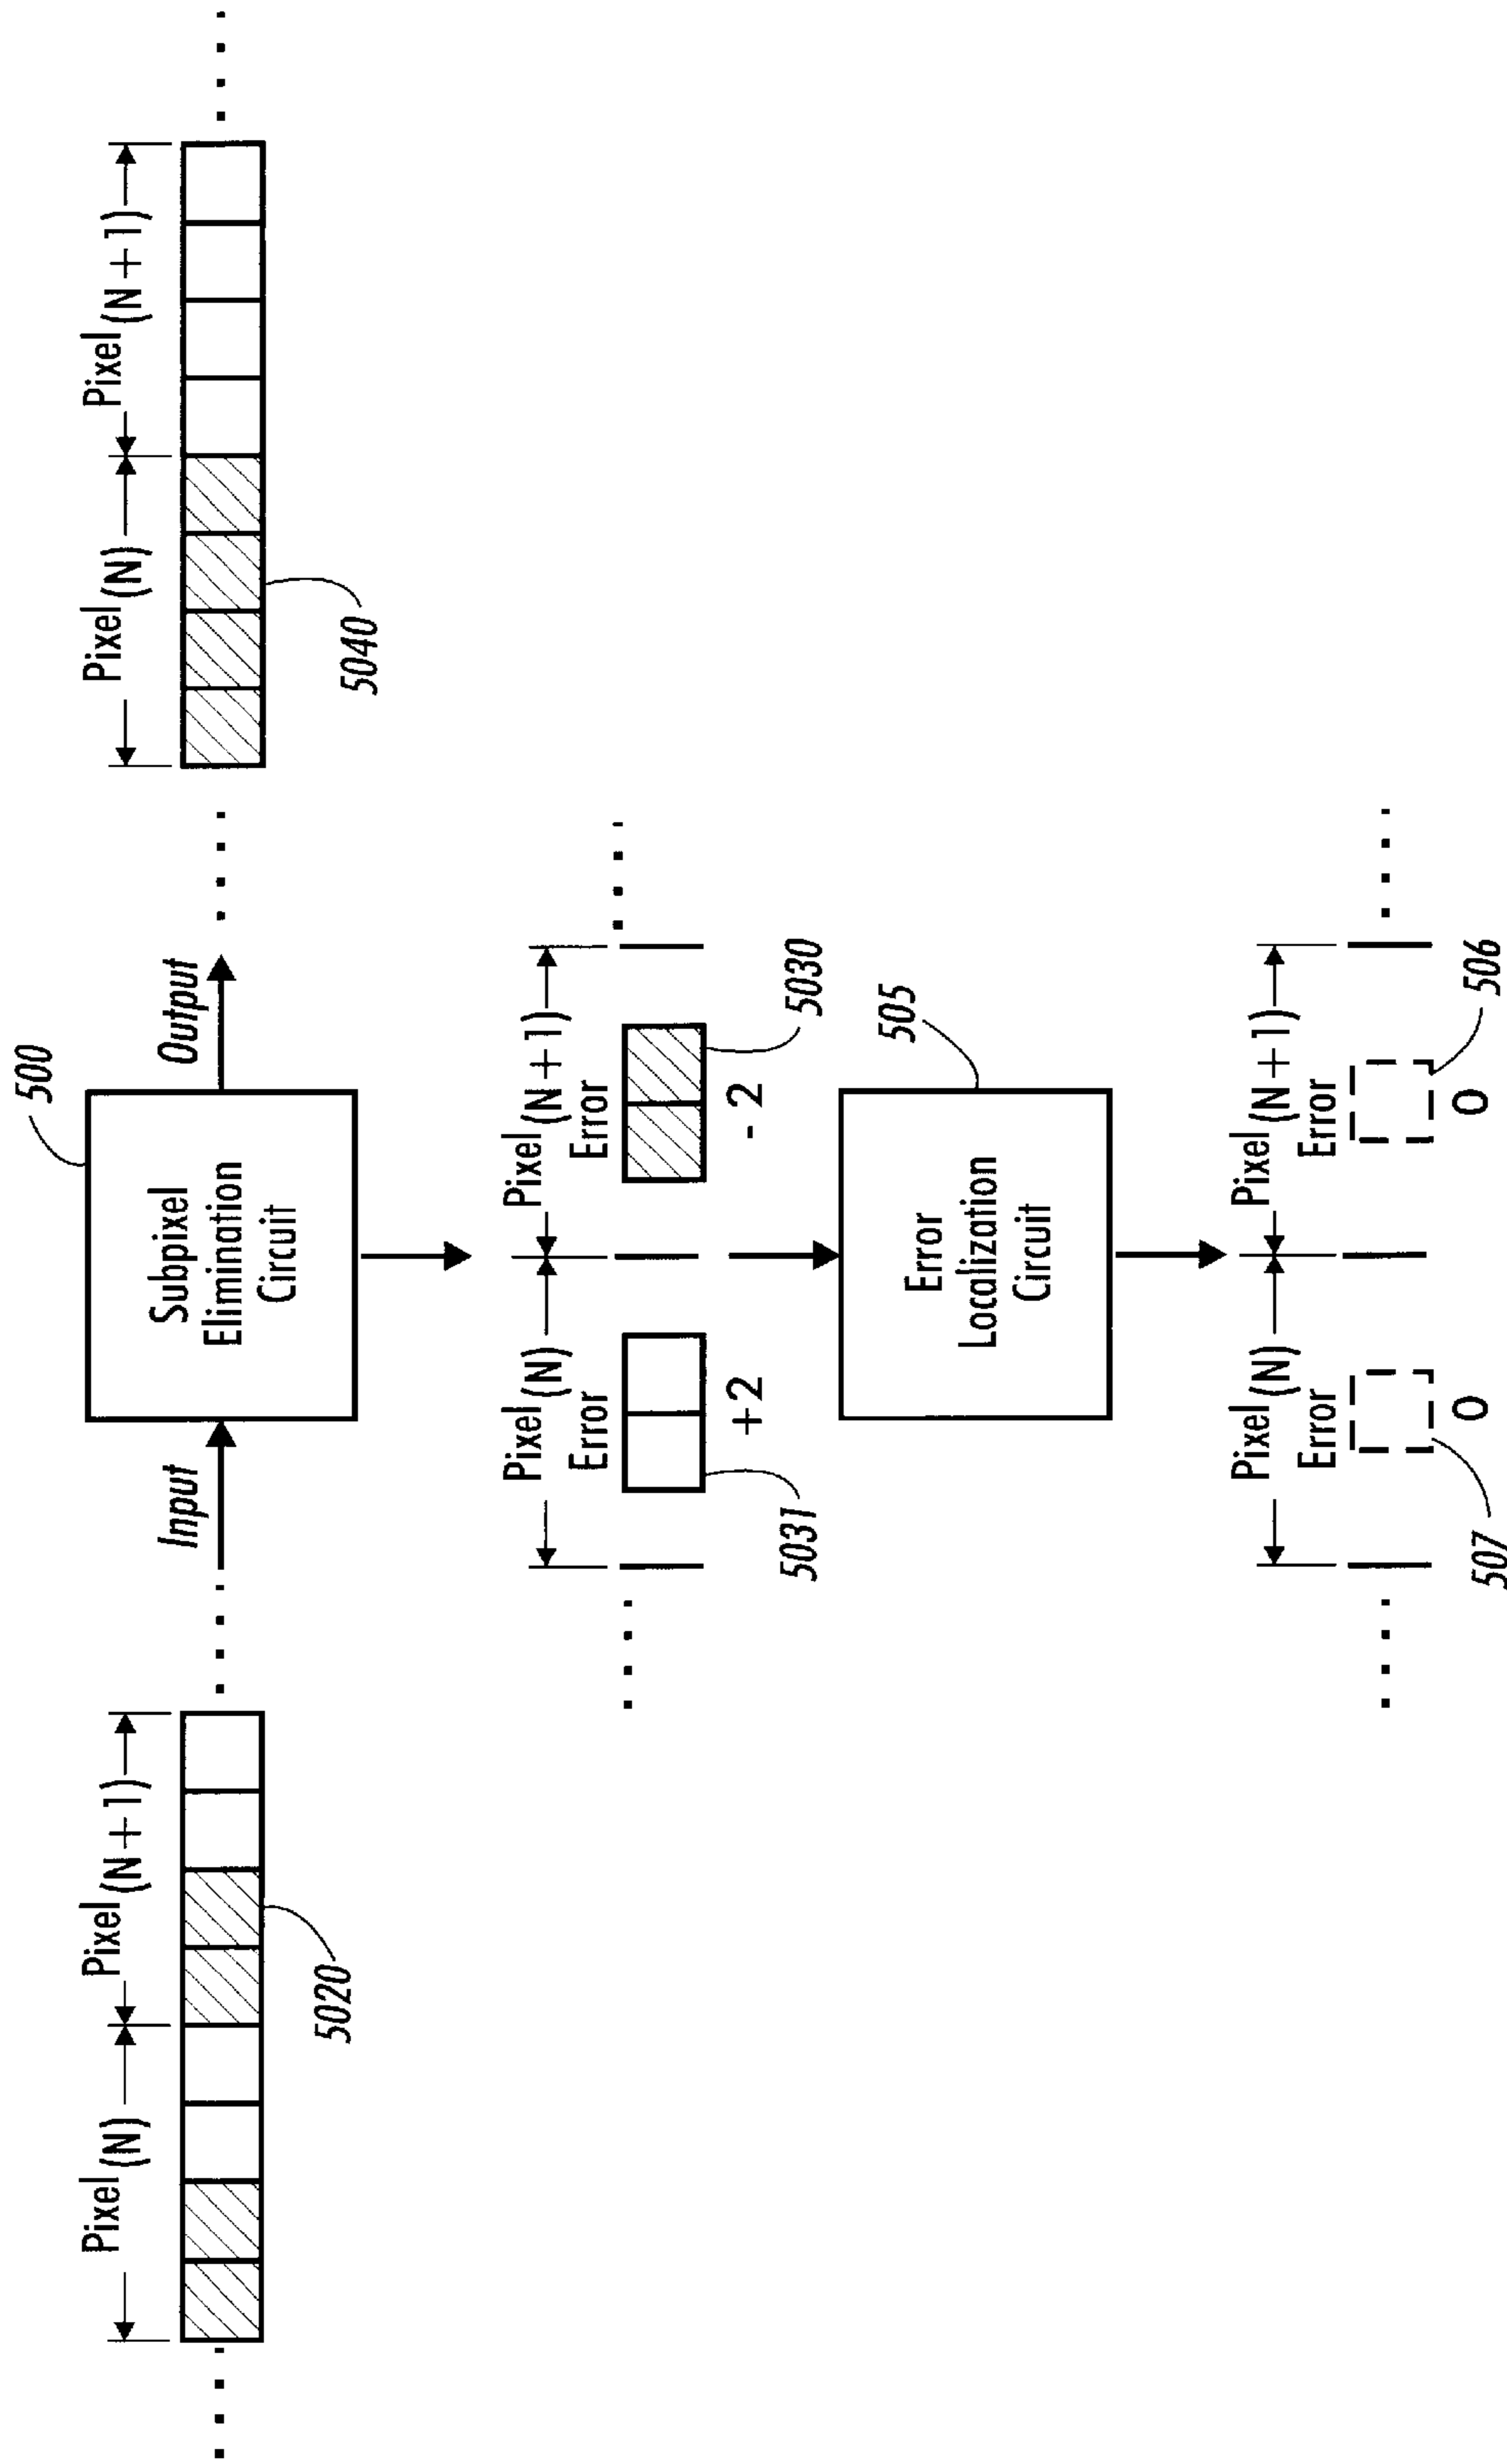 500
Pixel(N)
Pixel(N+1)
5020
Input
Subpixel
Elimination
Circuit
Output
Pixel(N)
Pixel(N+1)
5040
Pixel(N)
Error
Pixel(N+1)
Error
+2
-2
5031
5030
505
Error
Localization
Circuit
Pixel(N)
Error
Pixel(N+1)
Error
0
0
507
506